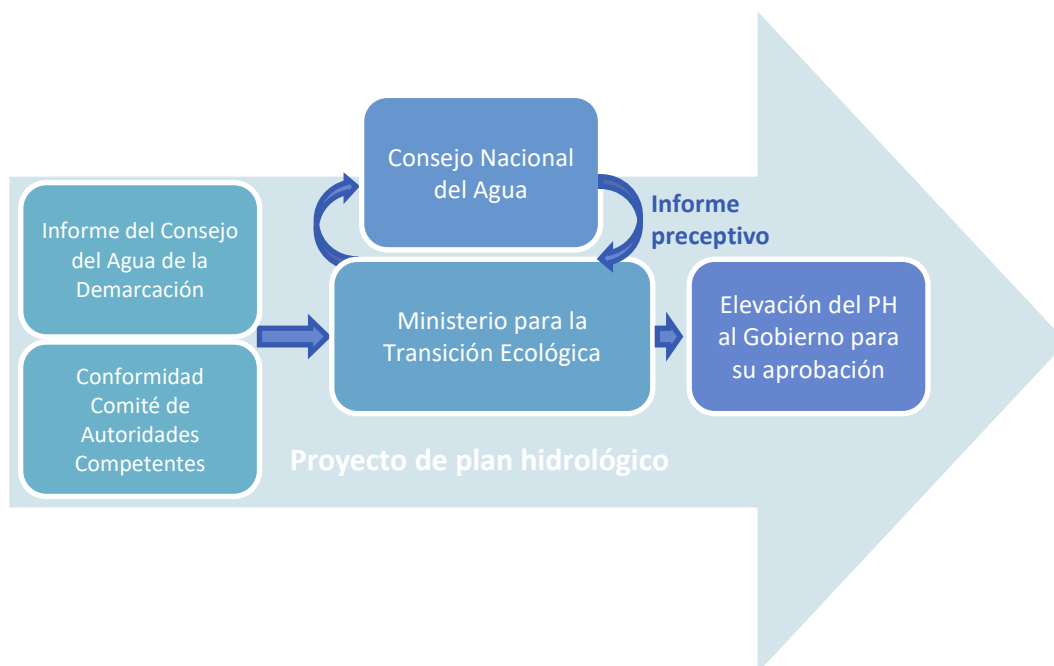 Consejo Nacional
del Agua
Informe
preceptivo
Informe del Consejo
del Agua de la
Demarcación
Ministerio para la
Transición Ecológica
Elevación del PH
al Gobierno para
su aprobación
Conformidad
Comité de
Autoridades
Competentes
Proyecto de plan hidrológico